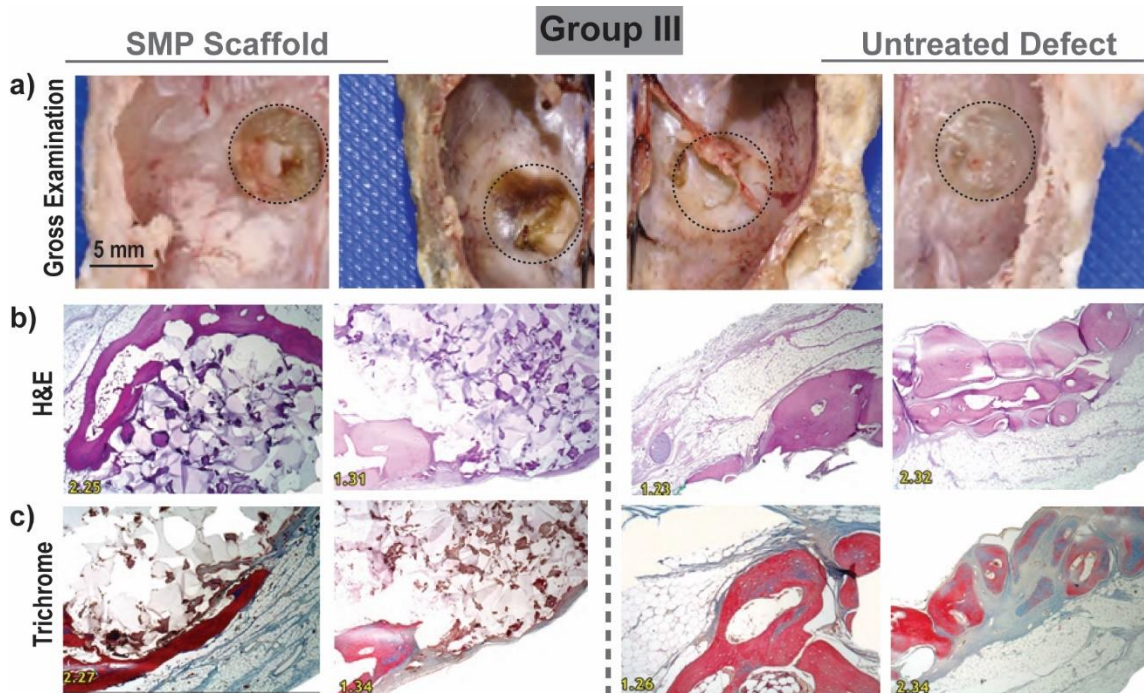 Group III
SMP Scaffold
Untreated Defect
a)
Gross Examination
5 mm
b)
H&E
2.25
1.31
1.23
2.32
c)
Trichrome
2.27
1.34
1.26
2.34